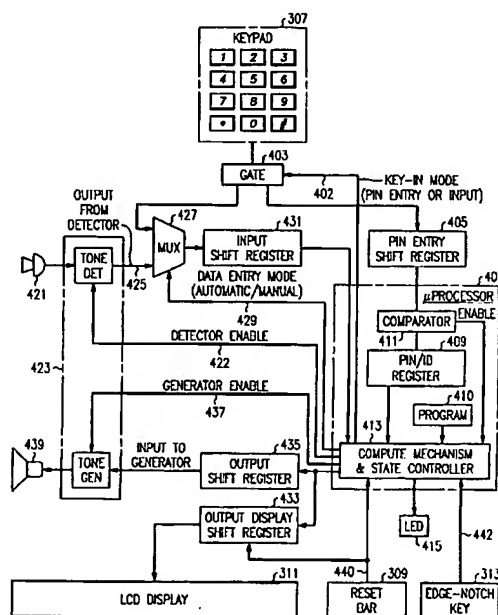 307
KEYPAD
1 2 3
4 5 6
7 8 9
* 0 #
403
GATE
402
KEY-IN MODE
(PIN ENTRY OR INPUT)
OUTPUT
FROM
DETECTOR
427
431
405
TONE
DET
MUX
INPUT
SHIFT REGISTER
PIN ENTRY
SHIFT REGISTER
421
425
DATA ENTRY MODE
(AUTOMATIC/MANUAL)
429
40
µPROCESSOR
ENABLE
COMPARATOR
411
409
DETECTOR ENABLE
422
PIN/ID
REGISTER
410
423
GENERATOR ENABLE
437
413
PROGRAM
439
INPUT TO
GENERATOR
435
COMPUTE MECHANISM
& STATE CONTROLLER
TONE
GEN
OUTPUT
SHIFT REGISTER
433
OUTPUT DISPLAY
SHIFT REGISTER
LED
415
442
311
440
309
313
LCD DISPLAY
RESET
BAR
EDGE-NOTCH
KEY